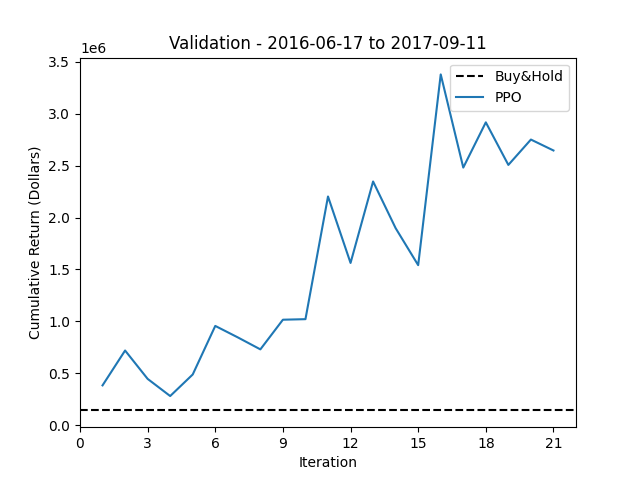 Validation - 2016-06-17 to 2017-09-11
1e6
3.5
3.0
2.5
2.0
1.5
1.0
0.5
0.0
Cumulative Return (Dollars)
Buy&Hold
PPO
0 3 6 9 12 15 18 21
Iteration